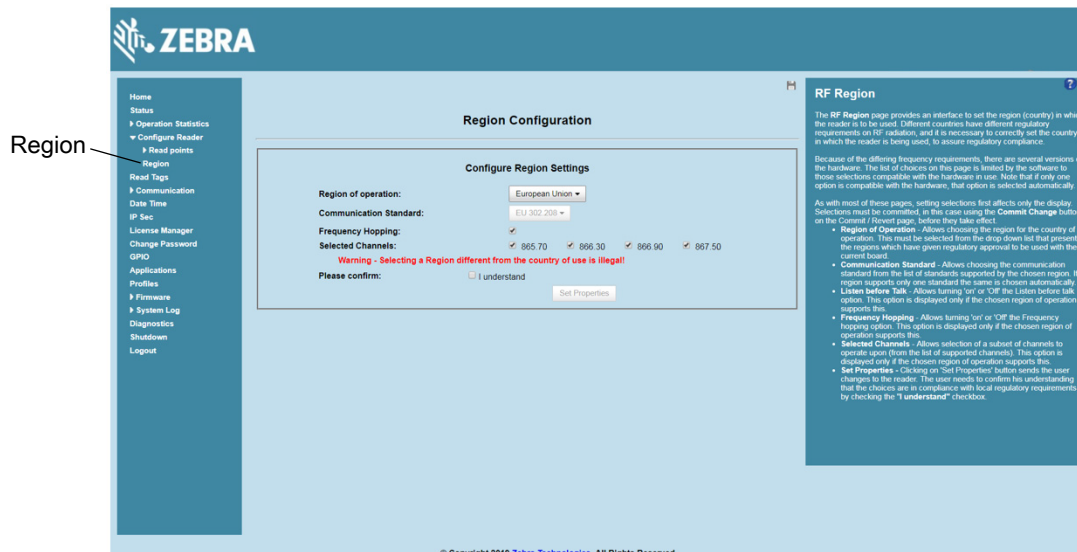 ZEBRA
Region
Home
Status
Operation Statistics
Configure Reader
Read points
Region
Read Tags
Communication
Date Time
IP Sec
License Manager
Change Password
GPIO
Applications
Profiles
Firmware
System Log
Diagnostics
Shutdown
Logout
Region Configuration
Configure Region Settings
Region of operation: European Union
Communication Standard: EU 302.208
Frequency Hopping:
Selected Channels: 865.70 866.30 866.90 867.50
Warning - Selecting a Region different from the country of use is illegal!
Please confirm: I understand
Set Properties
?
RF Region
The RF Region page provides an interface to set the region (country) in
the reader is to be used. Different countries have different regulatory
requirements on RF radiation, and it is necessary to correctly set the country
in which the reader is being used, to assure regulatory compliance.
Because of the differing frequency requirements, there are several versions
the hardware. The list of choices on this page is limited by the software to
those selections compatible with the hardware in use. Note that if only one
option is compatible with the hardware, that option is selected automatically.
As with most of these pages, setting selections first affects only the display.
Selections must be committed, in this case using the Commit Change
on the Commit / Revert page, before they take effect.
• Region of Operation - Allows choosing the region for the country of
operation. This must be selected from the drop down list that present
the regions which have given regulatory approval to be used with the
current board.
• Communication Standard - Allows choosing the communication
standard from the list of standards supported by the chosen region.
region supports only one standard the same is chosen automatically.
• Listen before Talk - Allows turning 'on' or 'Off' the Listen before talk
option. This option is displayed only if the chosen region of operation
supports this.
• Frequency Hopping - Allows turning 'on' or 'Off' the Frequency
hopping option. This option is displayed only if the chosen region of
operation supports this.
• Selected Channels - Allows selection of a subset of channels to
operate upon (from the list of supported channels). This option is
displayed only if the chosen region of operation supports this.
• Set Properties - Clicking on 'Set Properties' button sends the user
changes to the reader. The user needs to confirm his understanding
that the choices are in compliance with local regulatory requirements
by checking the "I understand" checkbox.